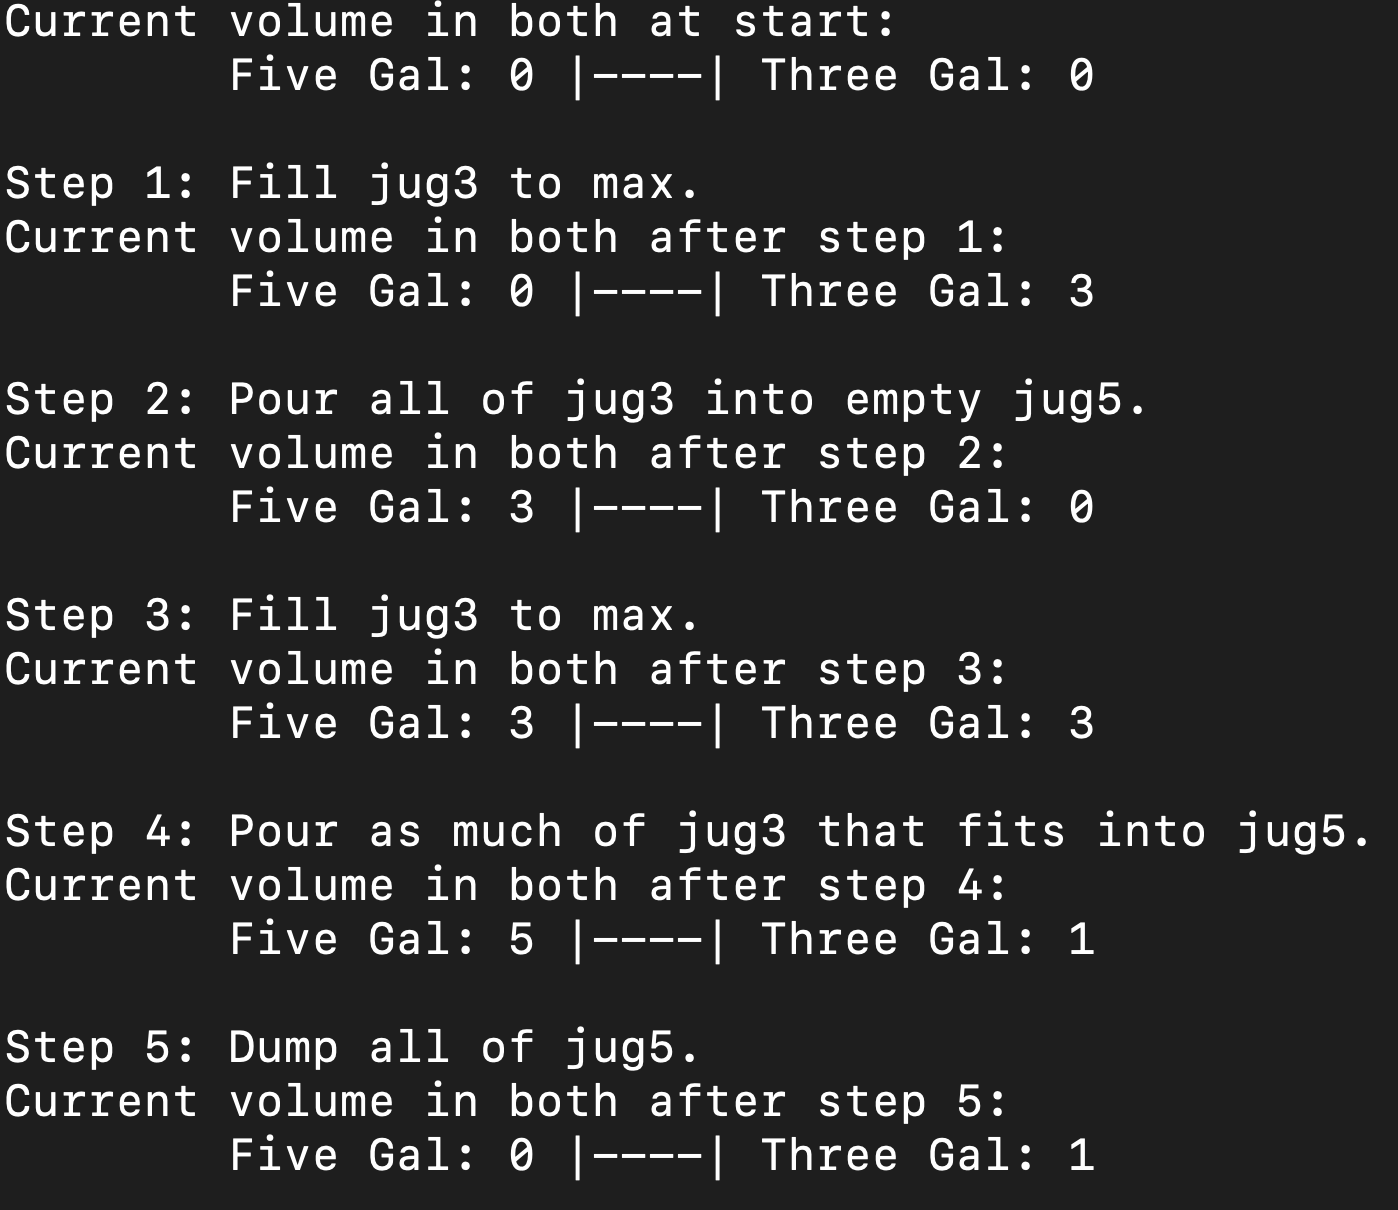 Current volume in both at start:
Five Gal: 0 |----| Three Gal: 0
Step 1: Fill jug3 to max.
Current volume in both after step 1:
Five Gal: 0 |----| Three Gal: 3
Step 2: Pour all of jug3 into empty jug5.
Current volume in both after step 2:
Five Gal: 3 |----| Three Gal: 0
Step 3: Fill jug3 to max.
Current volume in both after step 3:
Five Gal: 3 |----| Three Gal: 3
Step 4: Pour as much of jug3 that fits into jug5.
Current volume in both after step 4:
Five Gal: 5 |----| Three Gal: 1
Step 5: Dump all of jug5.
Current volume in both after step 5:
Five Gal: 0 |----| Three Gal: 1